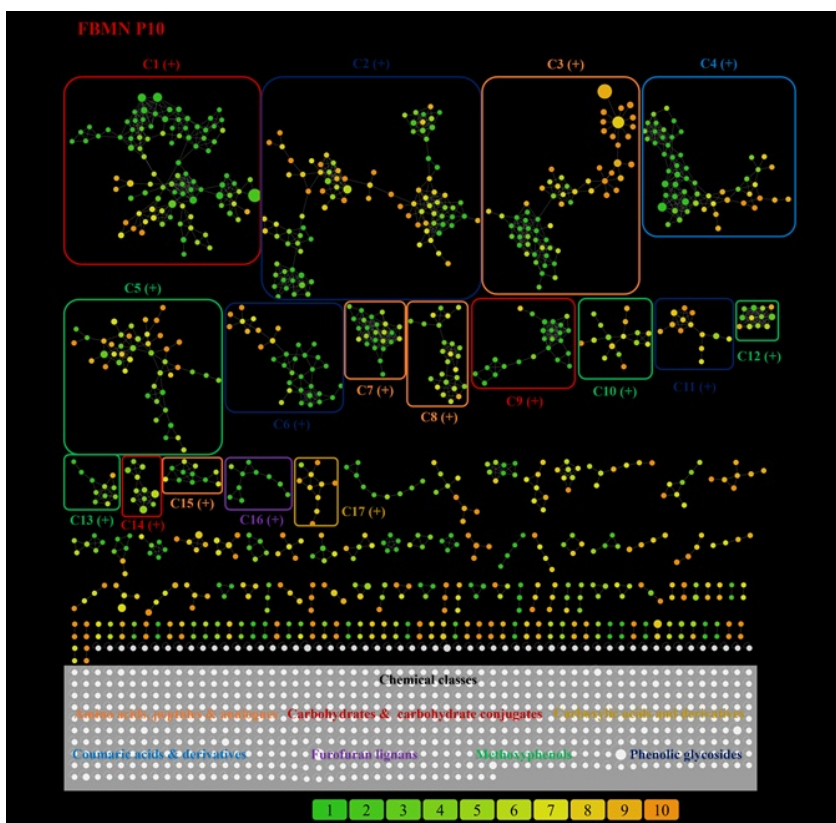 FBMN P10
C1 (+)
C2 (+)
C3 (+)
C4 (+)
C5 (+)
C6 (+)
C7 (+)
C8 (+)
C9 (+)
C10 (+)
C11 (+)
C12 (+)
C13 (+)
C14 (+)
C15 (+)
C16 (+)
C17 (+)
Chemical classes
Amino acids, peptides & analogues
Carbohydrates & carbohydrate conjugates
Carboxylic acids and derivatives
Coumaric acids & derivatives
Furofuran lignans
Methoxyphenols
Phenolic glycosides
1 2 3 4 5 6 7 8 9 10